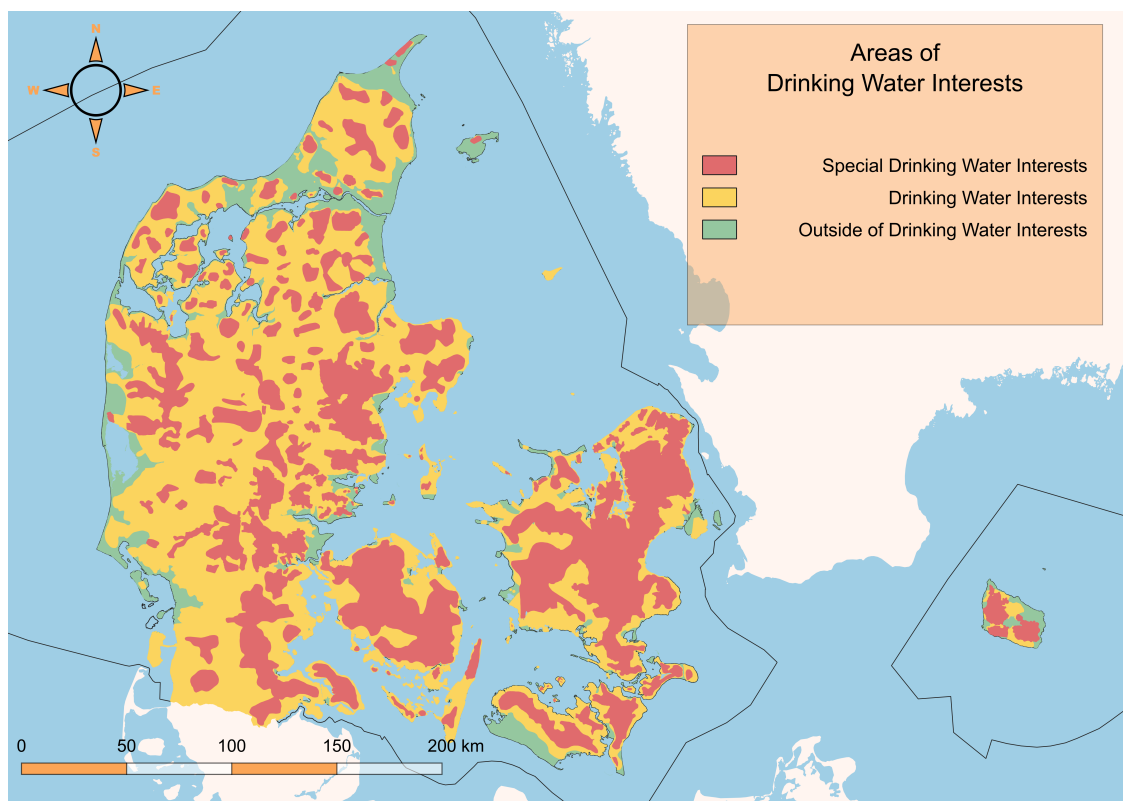 N
W E
S
Areas of
Drinking Water Interests
Special Drinking Water Interests
Drinking Water Interests
Outside of Drinking Water Interests
0 50 100 150 200 km